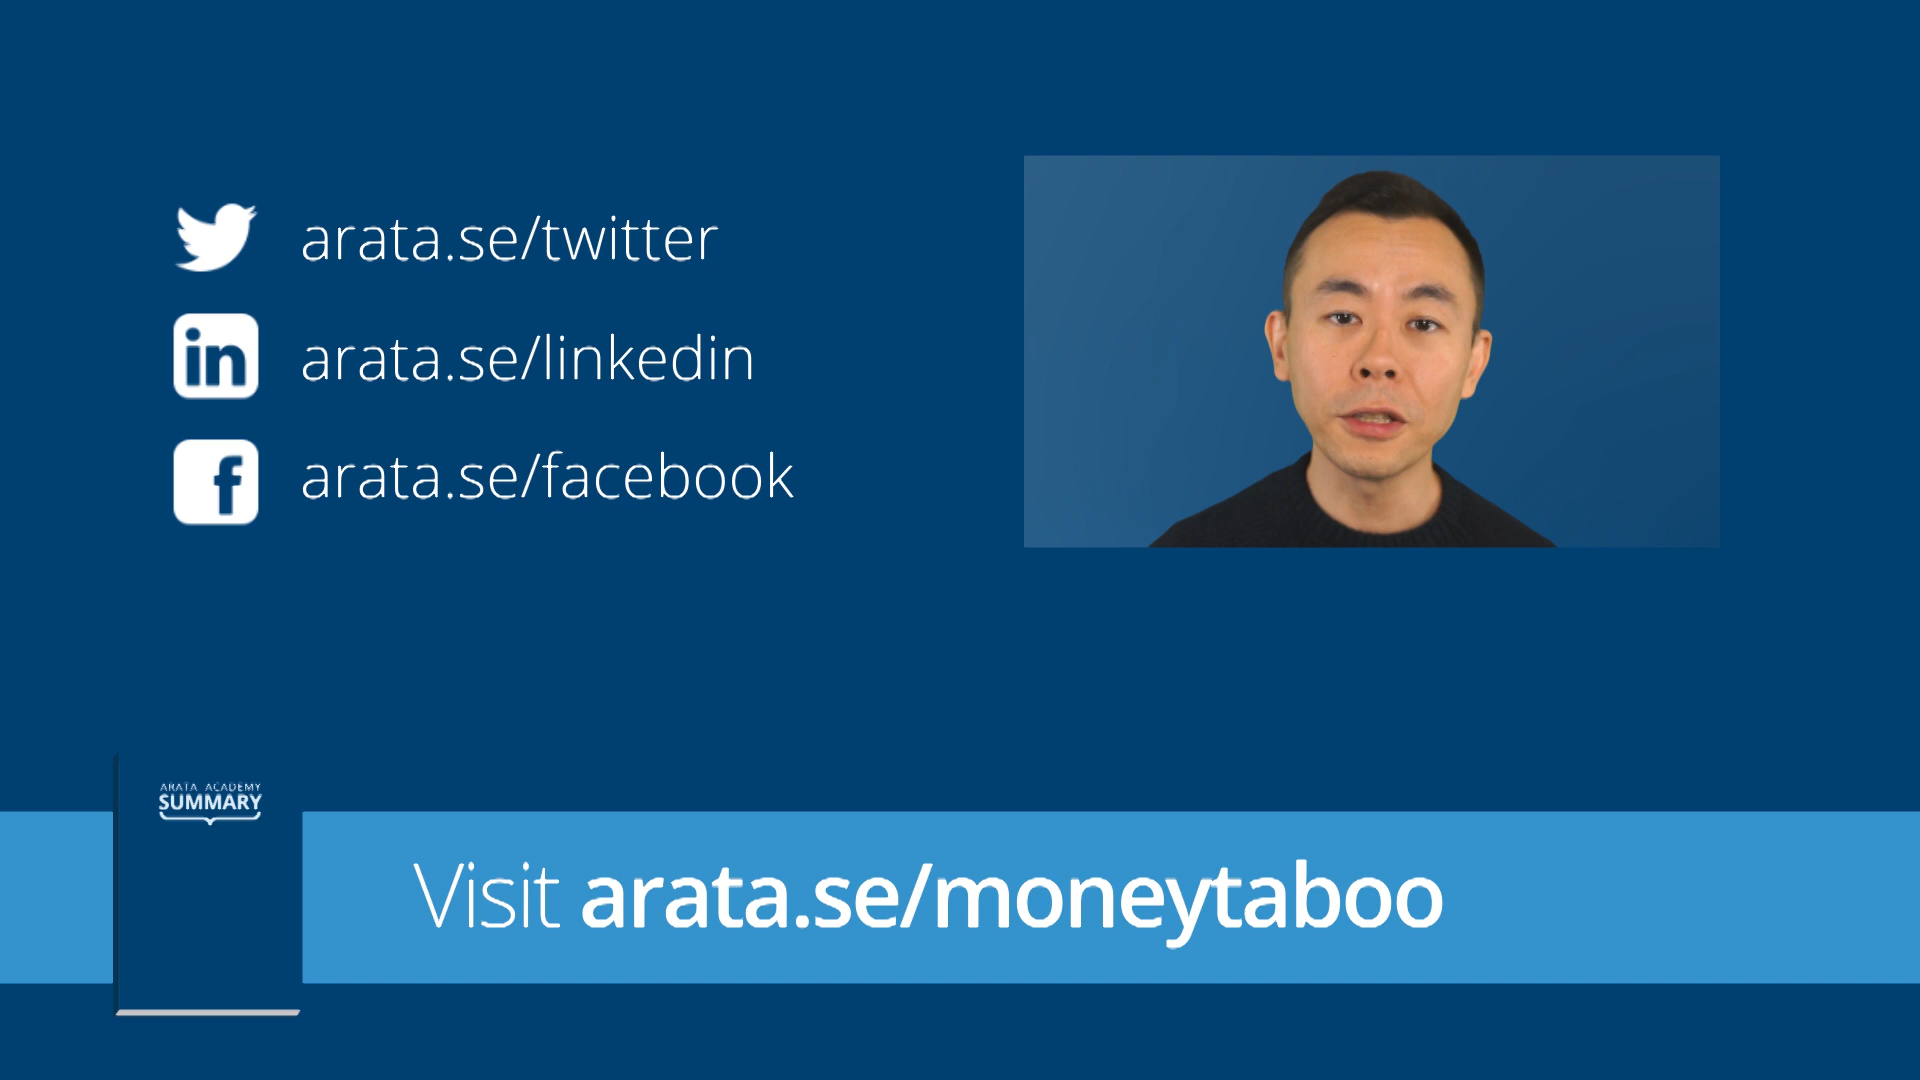 arata.se/twitter
arata.se/linkedin
arata.se/facebook
ARATA ACADEMY
SUMMARY
Visit arata.se/moneytaboo